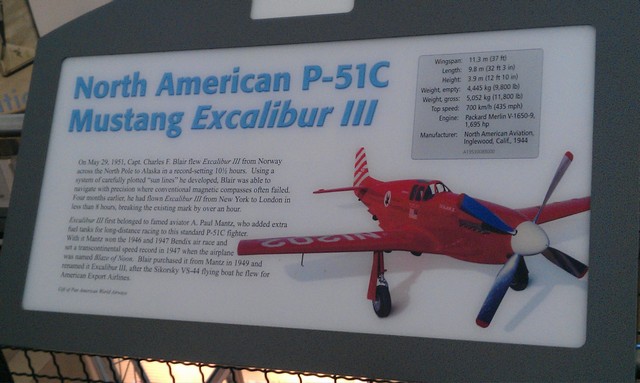 North American P-51C
Mustang Excalibur III
On May 29, 1951, Capt. Charles F. Blair flew Excalibur III from Norway
across the North Pole to Alaska in a record-setting 10½ hours. Using a
system of carefully plotted "sun lines" he developed, Blair was able to
navigate with precision where conventional magnetic compasses often failed.
Four months earlier, he had flown Excalibur III from New York to London in
less than 8 hours, breaking the existing mark by over an hour.
Excalibur III first belonged to famed aviator A. Paul Mantz, who added extra
fuel tanks for long-distance racing to this standard P-51C fighter.
With it Mantz won the 1946 and 1947 Bendix air race and
set a transcontinental speed record in 1947 when the airplane
was named Blaze of Noon. Blair purchased it from Mantz in 1949 and
renamed it Excalibur III, after the Sikorsky VS-44 flying boat he flew for
American Export Airlines.
Gift of Pan American World Airways
Wingspan: 11.3 m (37 ft)
Length: 9.8 m (32 ft 3 in)
Height: 3.9 m (12 ft 10 in)
Weight, empty: 4,445 kg (9,800 lb)
Weight, gross: 5,052 kg (11,800 lb)
Top speed: 700 km/h (435 mph)
Engine: Packard Merlin V-1650-9,
1,695 hp
Manufacturer: North American Aviation,
Inglewood, Calif., 1944